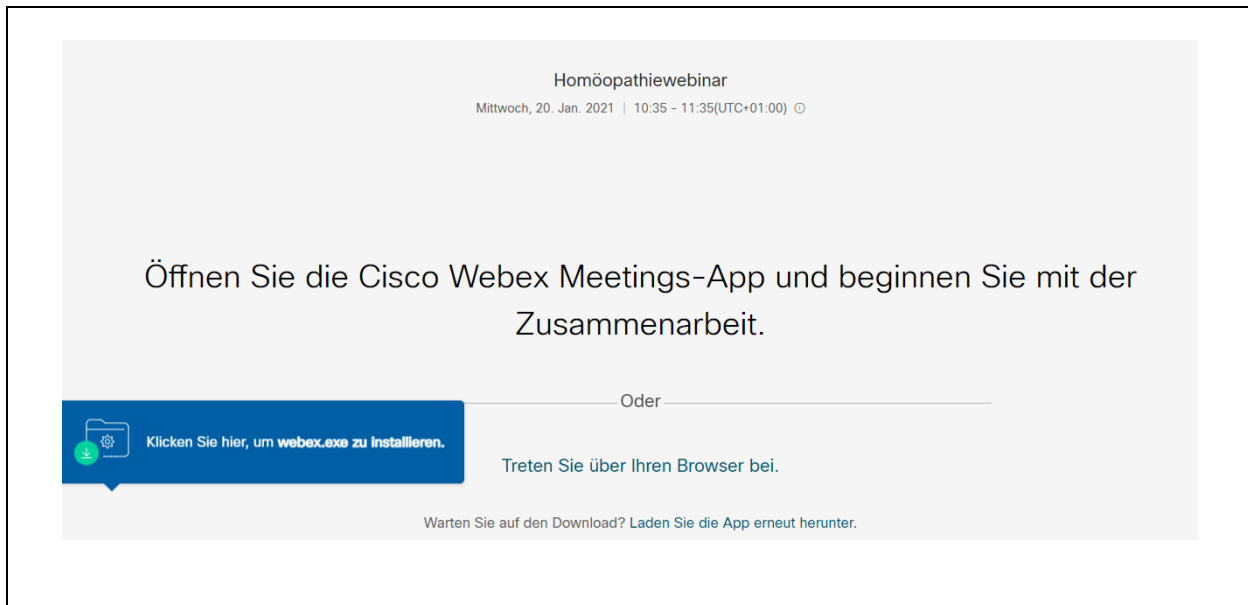 Homöopathiewebinar
Mittwoch, 20. Jan. 2021 | 10:35 - 11:35(UTC+01:00)
Öffnen Sie die Cisco Webex Meetings-App und beginnen Sie mit der
Zusammenarbeit.
Oder
Klicken Sie hier, um webex.exe zu installieren.
Treten Sie über Ihren Browser bei.
Warten Sie auf den Download? Laden Sie die App erneut herunter.